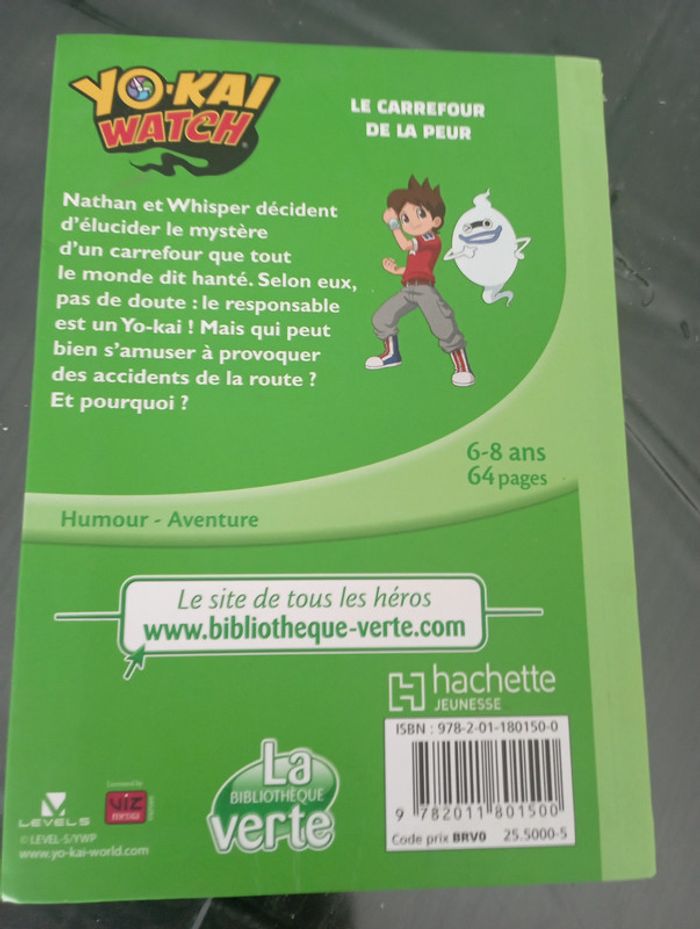 YO-KAI
WATCH
LE CARREFOUR
DE LA PEUR
Nathan et Whisper décident
d'élucider le mystère
d'un carrefour que tout
le monde dit hanté. Selon eux,
pas de doute : le responsable
est un Yo-kai ! Mais qui peut
bien s'amuser à provoquer
des accidents de la route ?
Et pourquoi ?
6-8 ans
64 pages
Humour - Aventure
Le site de tous les héros
www.bibliotheque-verte.com
hachette
JEUNESSE
ISBN : 978-2-01-180150-0
9 782011 801500
Code prix BRV0 25.5000-5
La
BIBLIOTHÈQUE
verte
LEVEL5
Licensed by
VIZ
media
© LEVEL-5/YWP
www.yo-kai-world.com